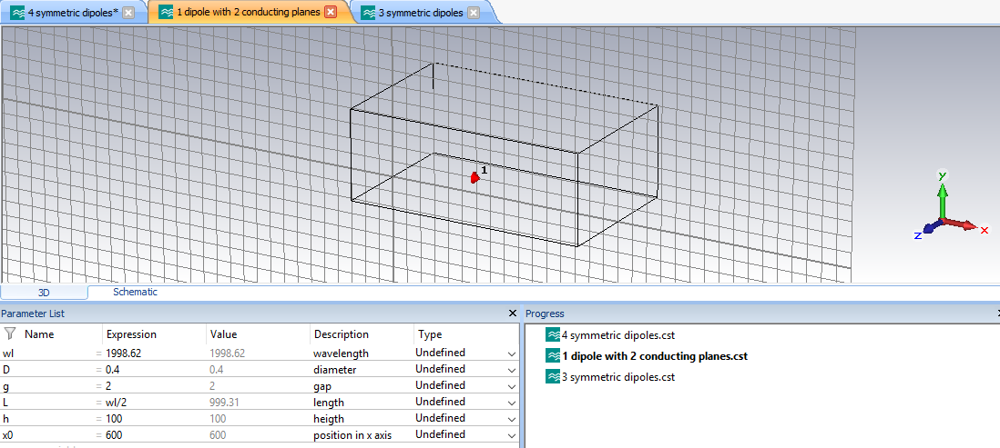 4 symmetric dipoles* 1 dipole with 2 conducting planes 3 symmetric dipoles
1
y
x
z
3D Schematic
Parameter List
Name Expression Value Description Type
wl = 1998.62 1998.62 wavelength Undefined
D = 0.4 0.4 diameter Undefined
g = 2 2 gap Undefined
L = wl/2 999.31 length Undefined
h = 100 100 heigth Undefined
x0 = 600 600 position in x axis Undefined
Progress
4 symmetric dipoles.cst
1 dipole with 2 conducting planes.cst
3 symmetric dipoles.cst